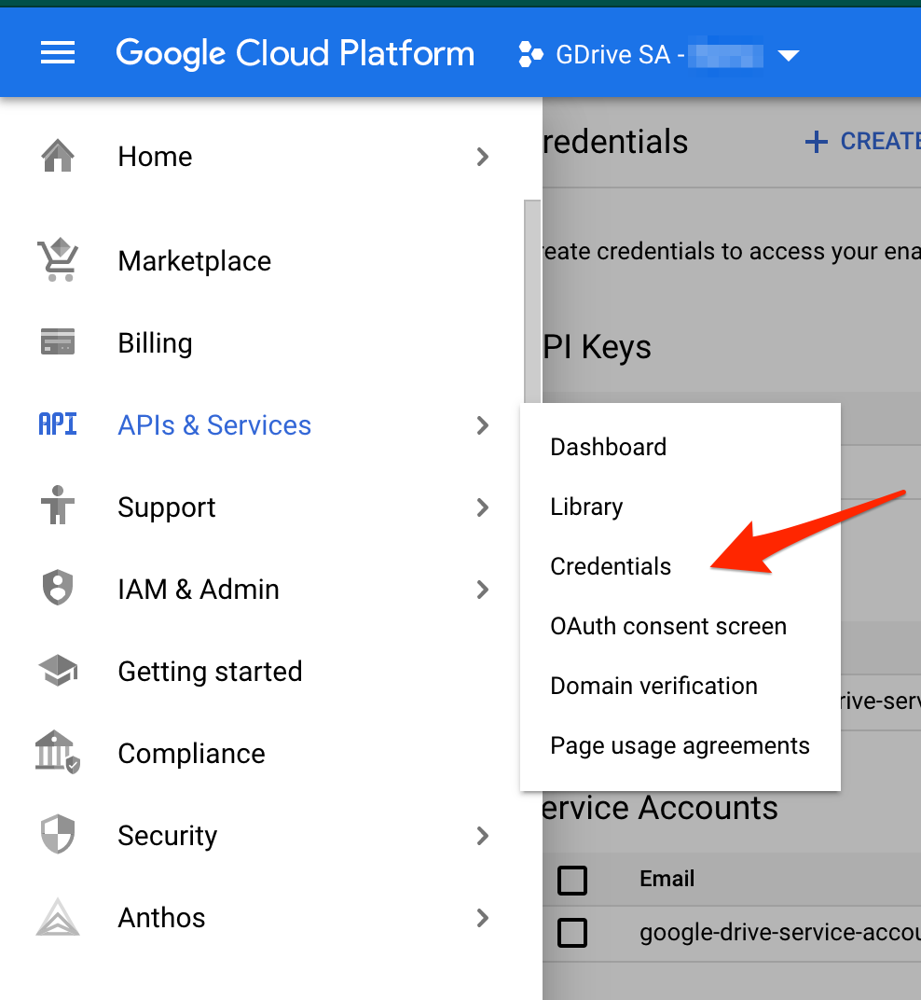 Google Cloud Platform
GDrive SA -
Home
Marketplace
Billing
API
APIs & Services
Support
IAM & Admin
Getting started
Compliance
Security
Anthos
Dashboard
Library
Credentials
OAuth consent screen
Domain verification
Page usage agreements
redentials
+ CREATE
reate credentials to access your ena
PI Keys
rive-serv
ervice Accounts
Email
google-drive-service-accou